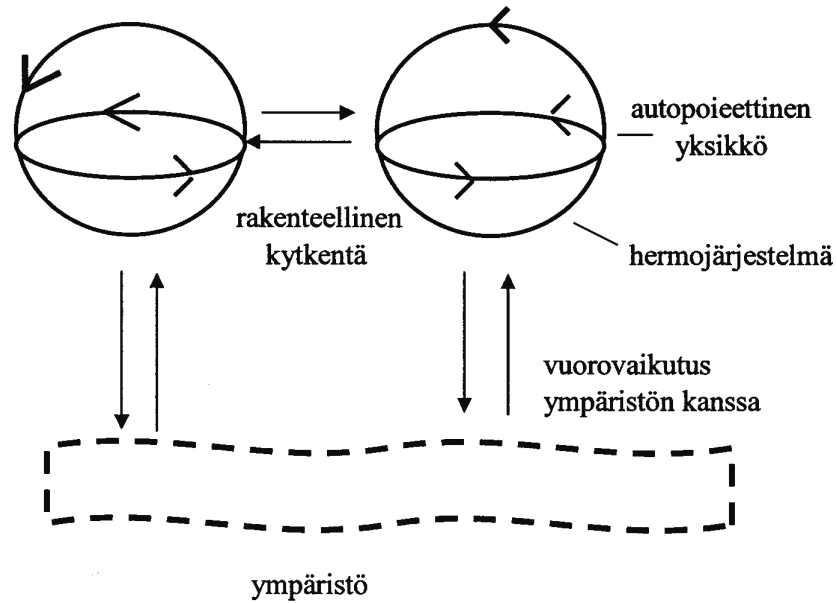 autopoieettinen
yksikkö
rakenteellinen
kytkentä
hermojärjestelmä
vuorovaikutus
ympäristön kanssa
ympäristö